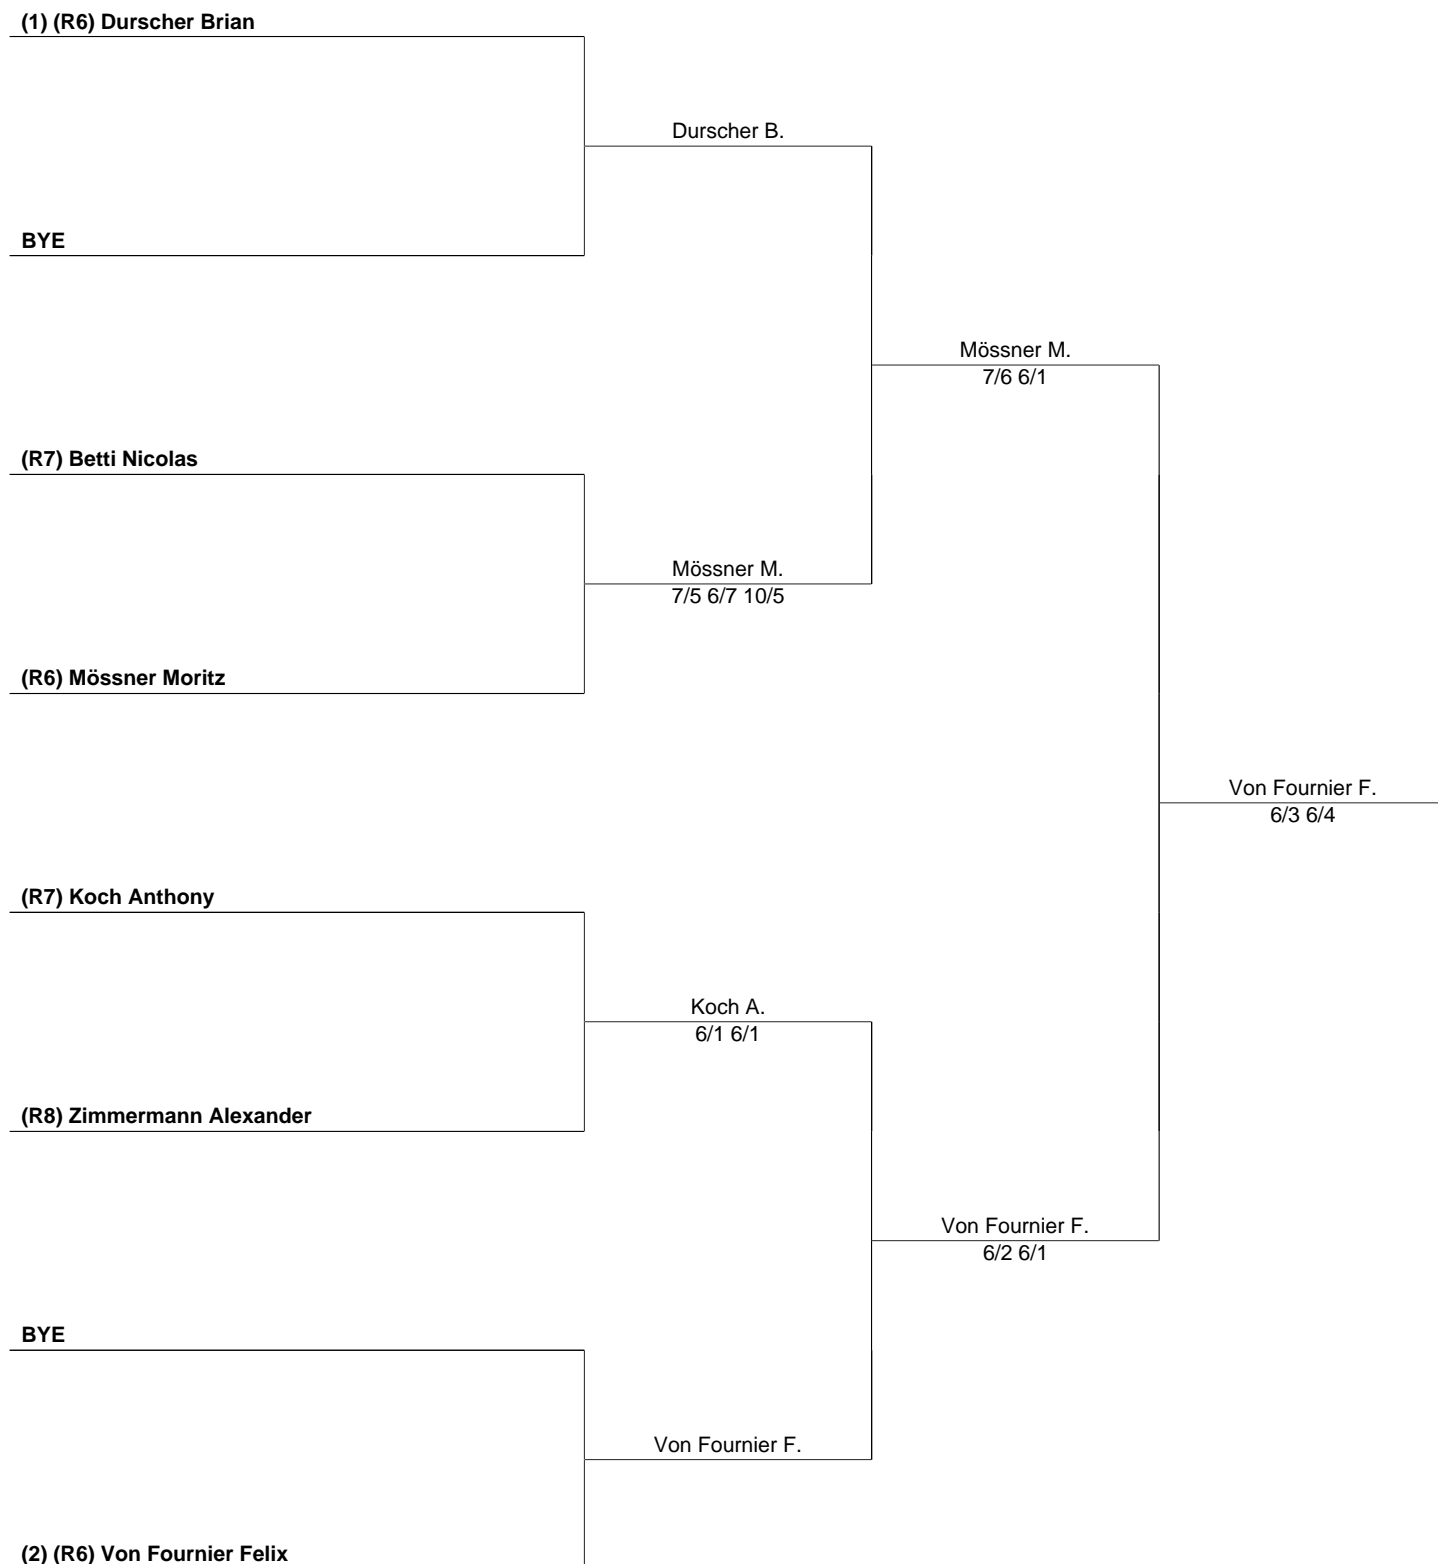 (1) (R6) Durscher Brian
Durscher B.
BYE
Mössner M.
7/6 6/1
(R7) Betti Nicolas
Mössner M.
7/5 6/7 10/5
(R6) Mössner Moritz
Von Fournier F.
6/3 6/4
(R7) Koch Anthony
Koch A.
6/1 6/1
(R8) Zimmermann Alexander
Von Fournier F.
6/2 6/1
BYE
Von Fournier F.
(2) (R6) Von Fournier Felix